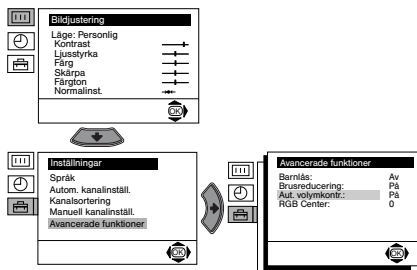 Bildjustering
Läge: Personlig
Kontrast
Ljusstyrka
Färg
Skärpa
Färgton
Normalinst.
OK
Inställningar
Språk
Autom. kanalinställ.
Kanalsortering
Manuell kanalinställ.
Avancerade funktioner
OK
Avancerade funktioner
Barnlås: Av
Brusreducering: På
Aut. volymkontr.: På
RGB Center: 0
OK